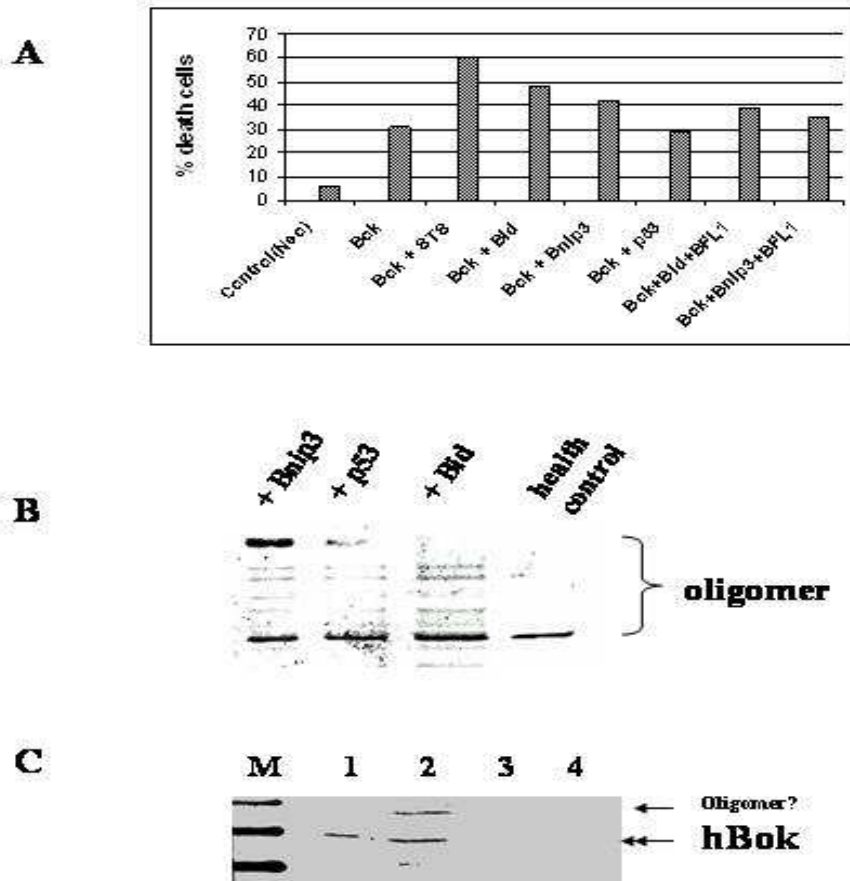 A
70
60
50
40
30
20
10
0
% death cells
Control(No c)
Bok
Bok + STS
Bok + Bid
Bok + Bnip3
Bok + p53
Bok+Bid+BFL1
Bok+Bnip3+BFL1
B
+ Bnip3
+ p53
+ Bid
health control
oligomer
C
M 1 2 3 4
Oligomer?
hBok